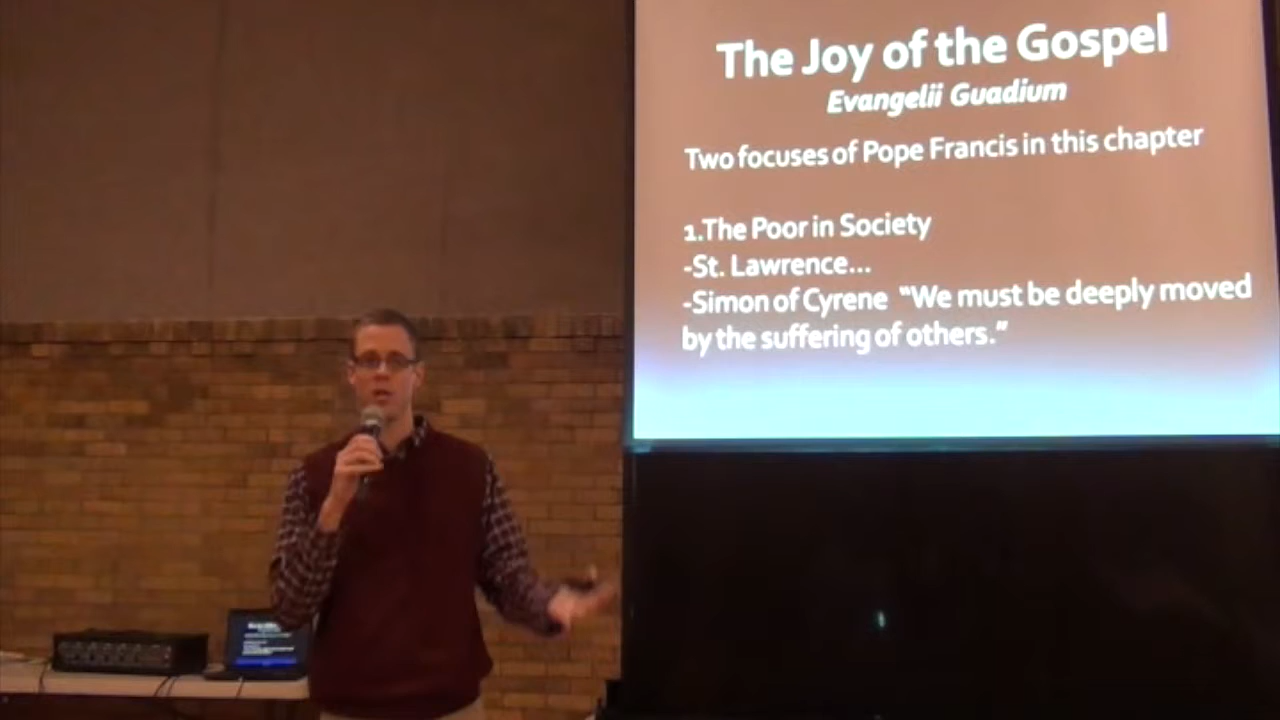 The Joy of the Gospel
Evangelii Guadium
Two focuses of Pope Francis in this chapter
1.The Poor in Society
-St. Lawrence...
-Simon of Cyrene "We must be deeply moved
by the suffering of others."